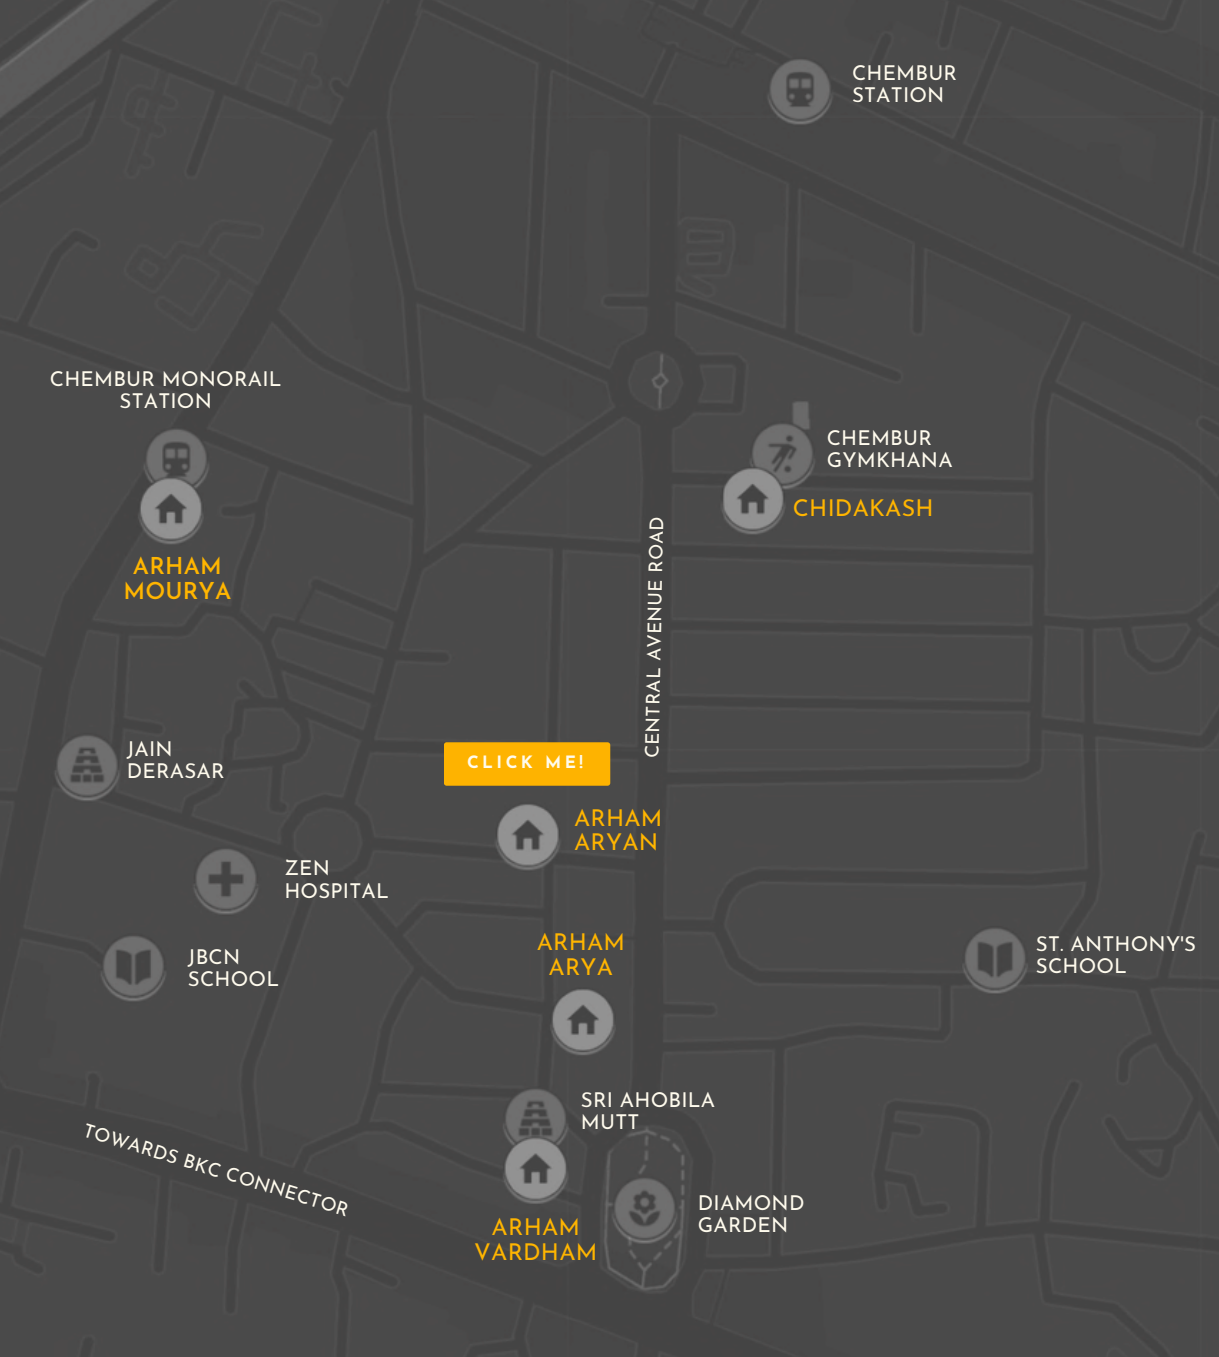 CHEMBUR
STATION
CHEMBUR MONORAIL
STATION
CHEMBUR
GYMKHANA
CHIDAKASH
ARHAM
MOURYA
CENTRAL AVENUE ROAD
JAIN
DERASAR
CLICK ME!
ARHAM
ARYAN
ZEN
HOSPITAL
ARHAM
ARYA
ST. ANTHONY'S
SCHOOL
JBCN
SCHOOL
SRI AHOBILA
MUTT
TOWARDS BKC CONNECTOR
DIAMOND
GARDEN
ARHAM
VARDHAM